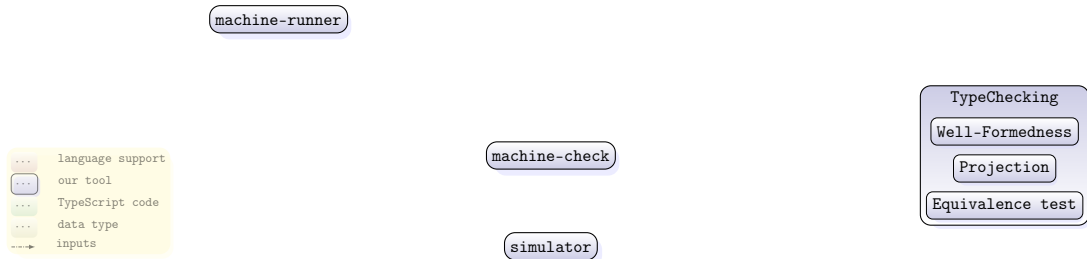 machine-runner
TypeChecking
Well-Formedness
Projection
Equivalence test
machine-check
simulator
... language support
... our tool
... TypeScript code
... data type
inputs